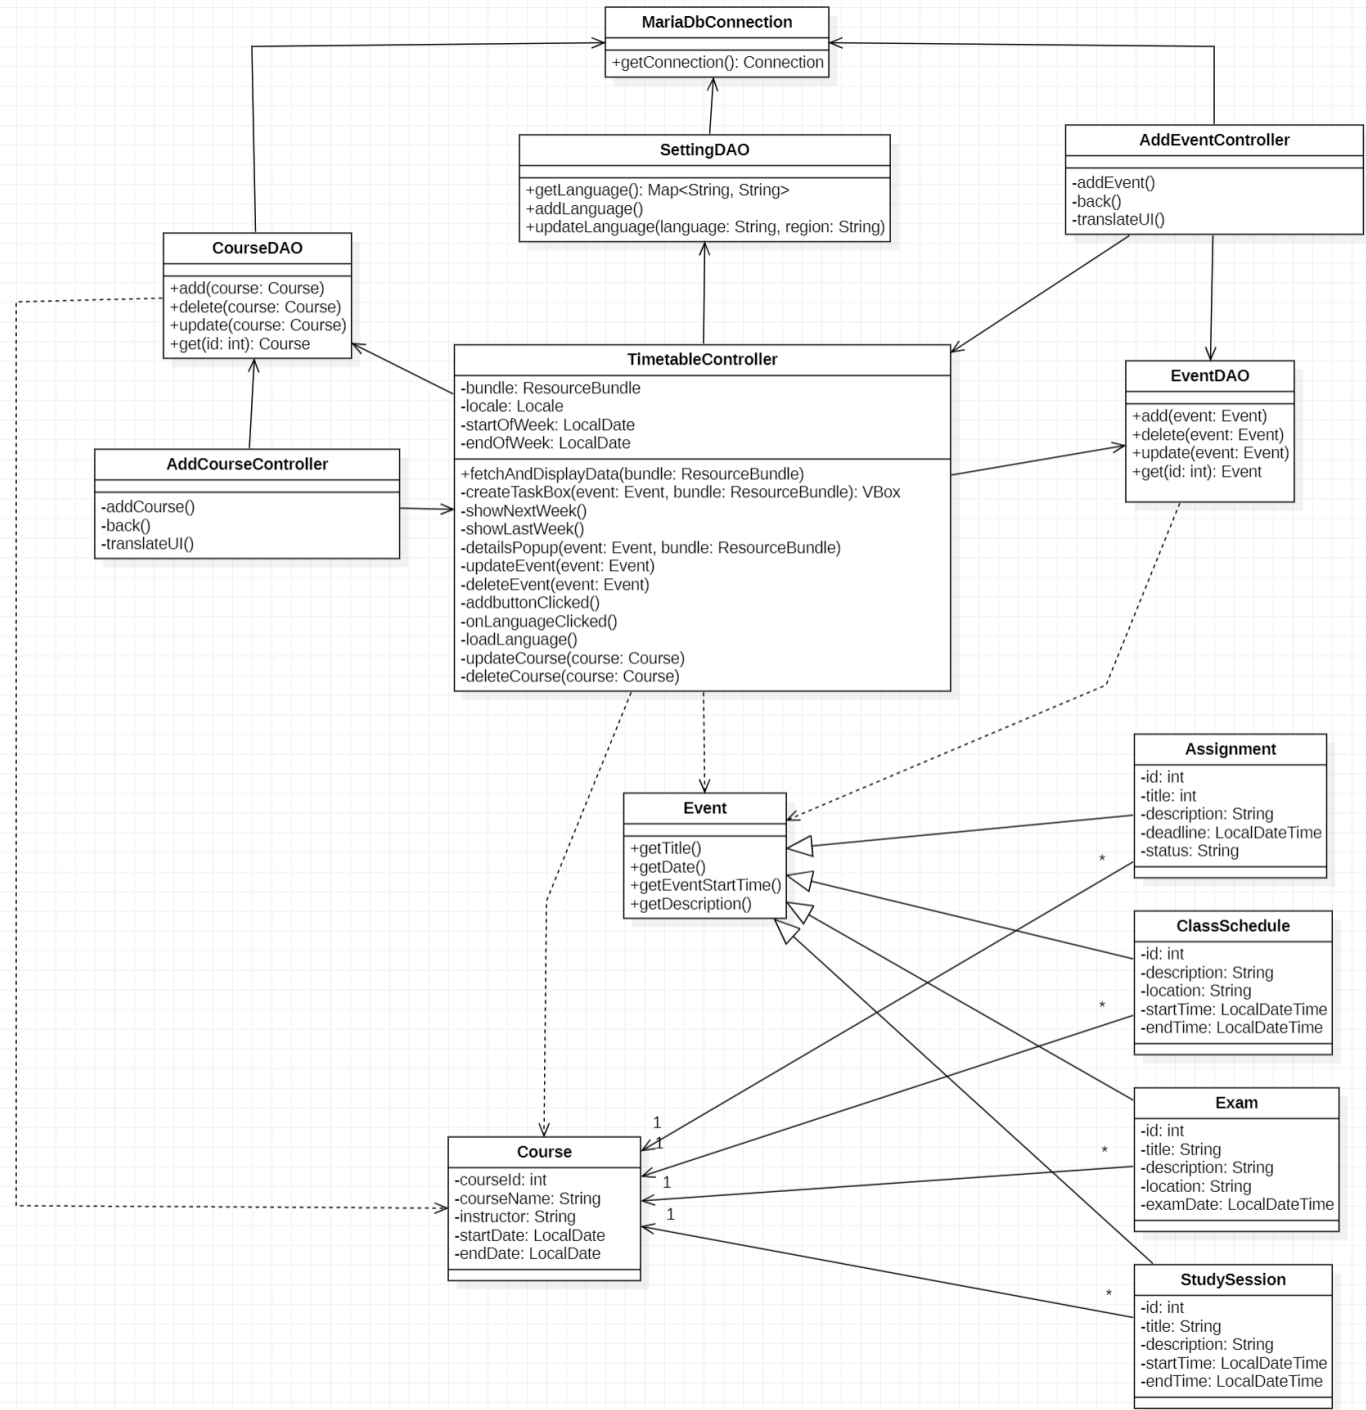 MariaDbConnection
+getConnection(): Connection
SettingDAO
+getLanguage(): Map<String, String>
+addLanguage()
+updateLanguage(language: String, region: String)
AddEventController
-addEvent()
-back()
-translateUI()
CourseDAO
+add(course: Course)
+delete(course: Course)
+update(course: Course)
+get(id: int): Course
TimetableController
-bundle: ResourceBundle
-locale: Locale
-startOfWeek: LocalDate
-endOfWeek: LocalDate
+fetchAndDisplayData(bundle: ResourceBundle)
-createTaskBox(event: Event, bundle: ResourceBundle): VBox
-showNextWeek()
-showLastWeek()
-detailsPopup(event: Event, bundle: ResourceBundle)
-updateEvent(event: Event)
-deleteEvent(event: Event)
-addbuttonClicked()
-onLanguageClicked()
-loadLanguage()
-updateCourse(course: Course)
-deleteCourse(course: Course)
EventDAO
+add(event: Event)
+delete(event: Event)
+update(event: Event)
+get(id: int): Event
AddCourseController
-addCourse()
-back()
-translateUI()
Event
+getTitle()
+getDate()
+getEventStartTime()
+getDescription()
Assignment
-id: int
-title: int
-description: String
-deadline: LocalDateTime
-status: String
*
ClassSchedule
-id: int
-description: String
-location: String
-startTime: LocalDateTime
-endTime: LocalDateTime
*
Exam
-id: int
-title: String
-description: String
-location: String
-examDate: LocalDateTime
*
1
1
1
1
Course
-courseId: int
-courseName: String
-instructor: String
-startDate: LocalDate
-endDate: LocalDate
StudySession
-id: int
-title: String
-description: String
-startTime: LocalDateTime
-endTime: LocalDateTime
*